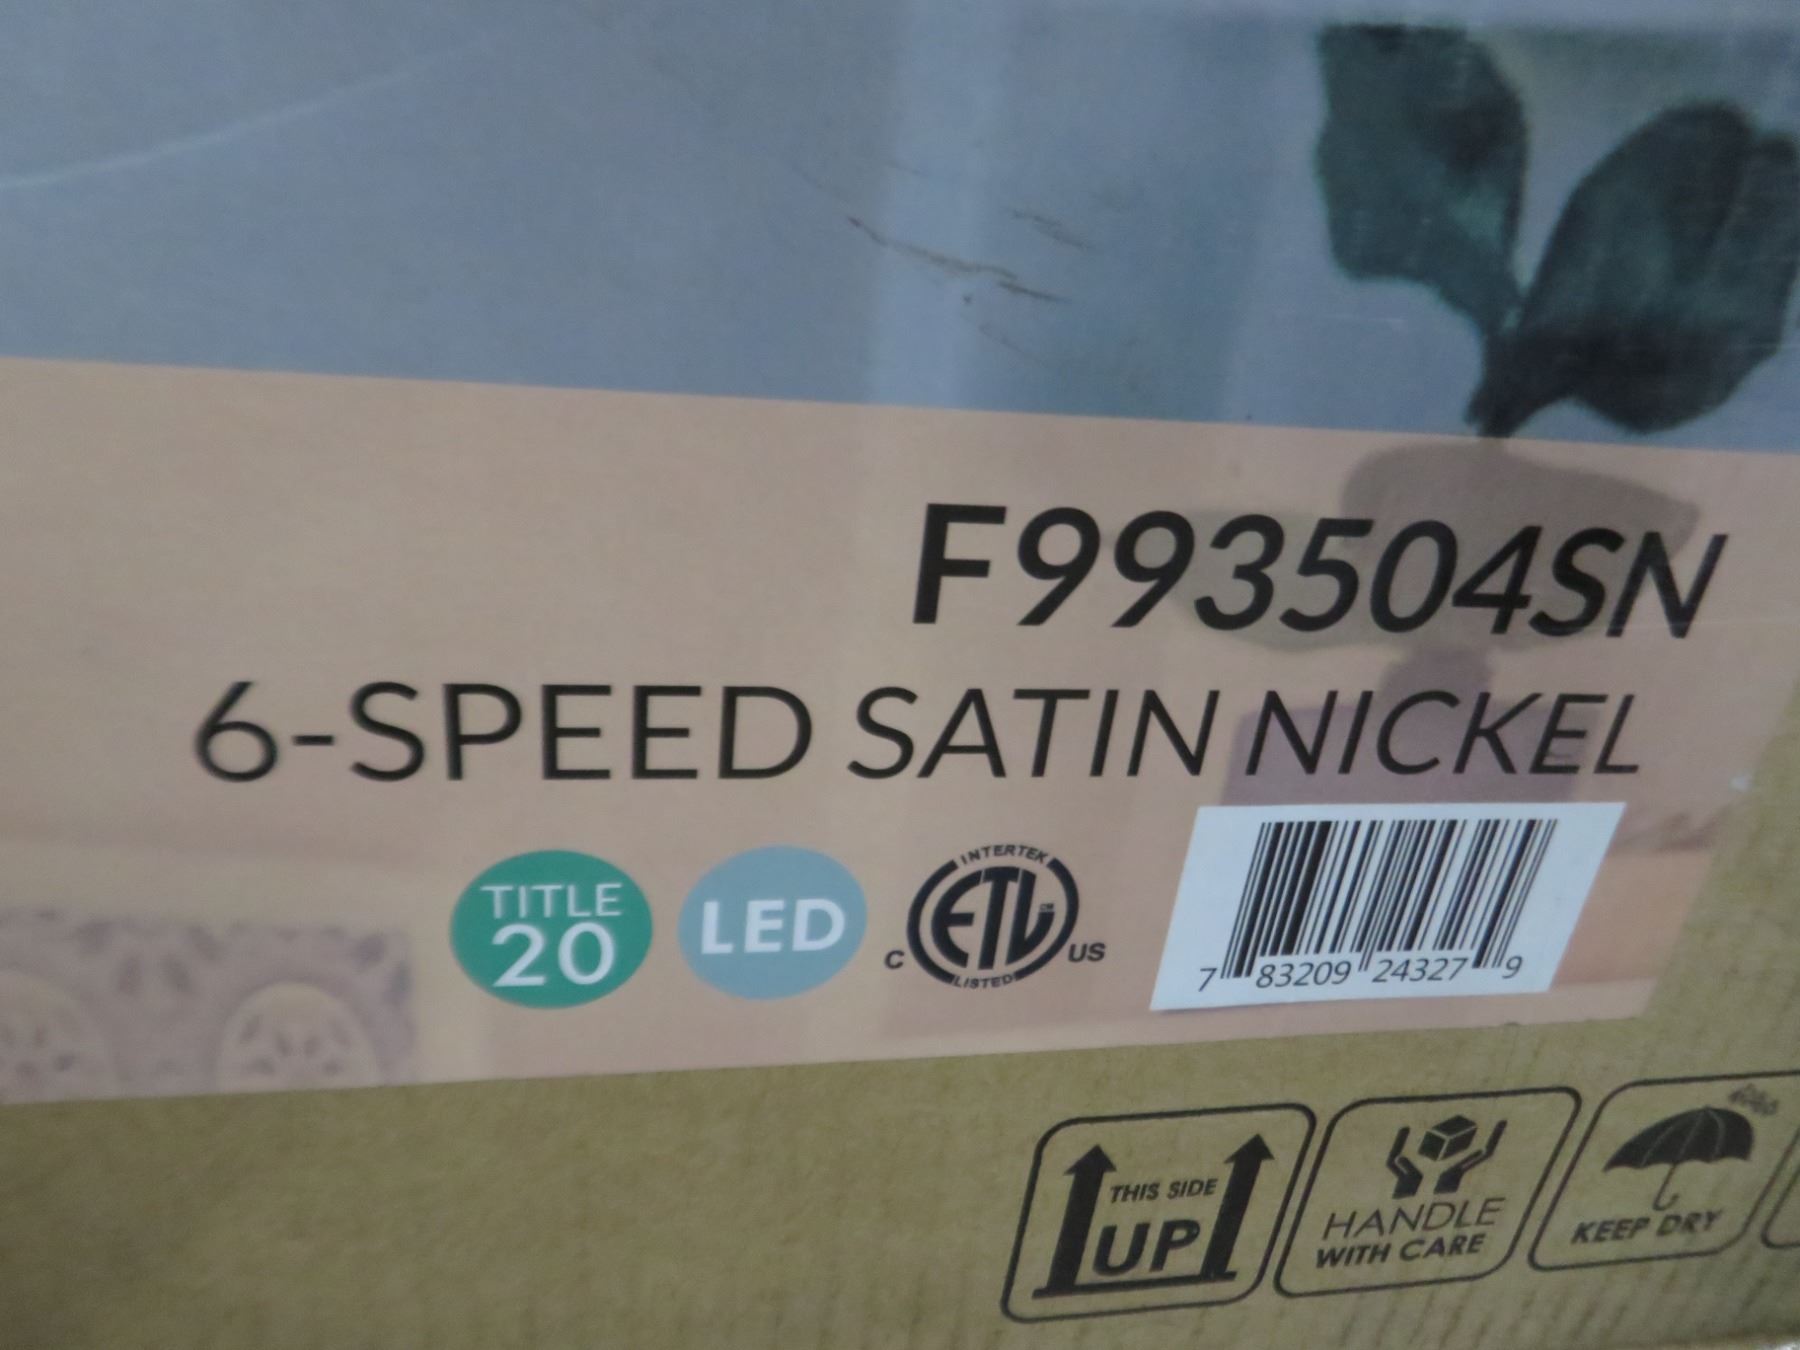 F993504SN
6-SPEED SATIN NICKEL
TITLE
20
LED
INTERTEK
ETL CM
C US
LISTED
7 83209 24327 9
THIS SIDE
UP
HANDLE
WITH CARE
KEEP DRY